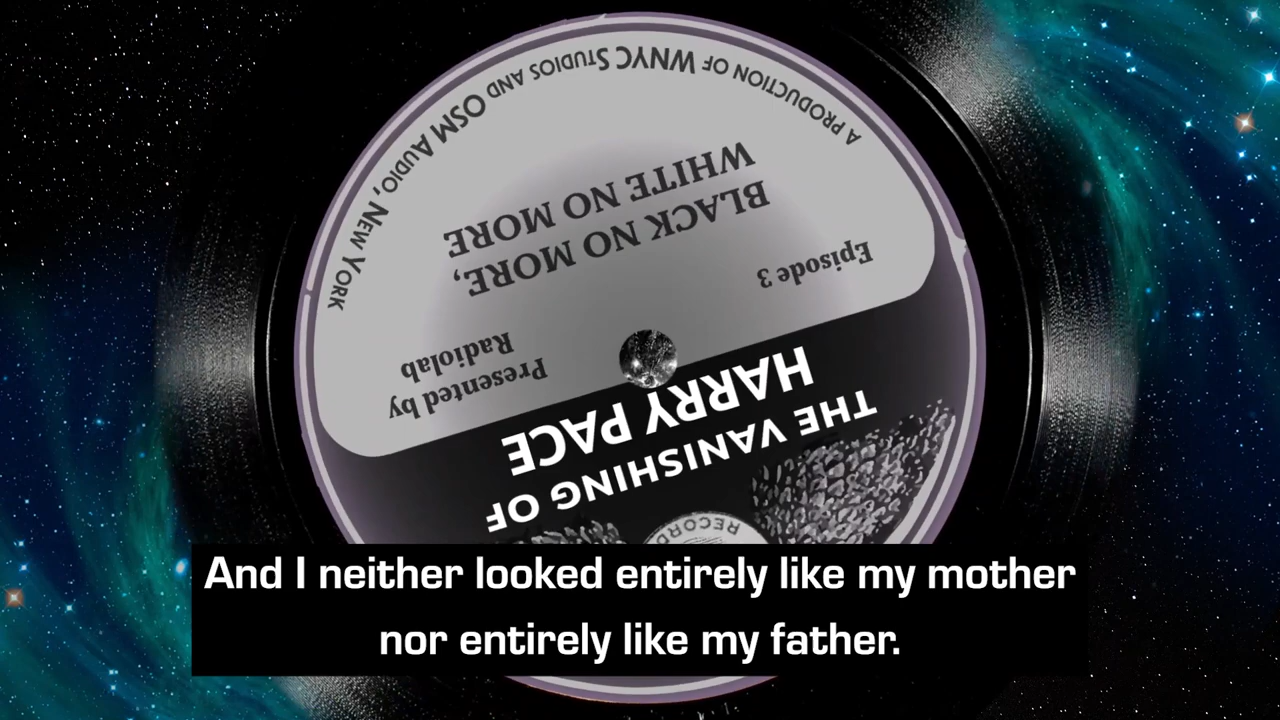 THE VANISHING OF
HARRY PACE
Presented by
Radiolab
Episode 3
BLACK NO MORE,
WHITE NO MORE
A PRODUCTION OF WNYC STUDIOS AND OSM AUDIO, NEW YORK
RECORD
And I neither looked entirely like my mother
nor entirely like my father.